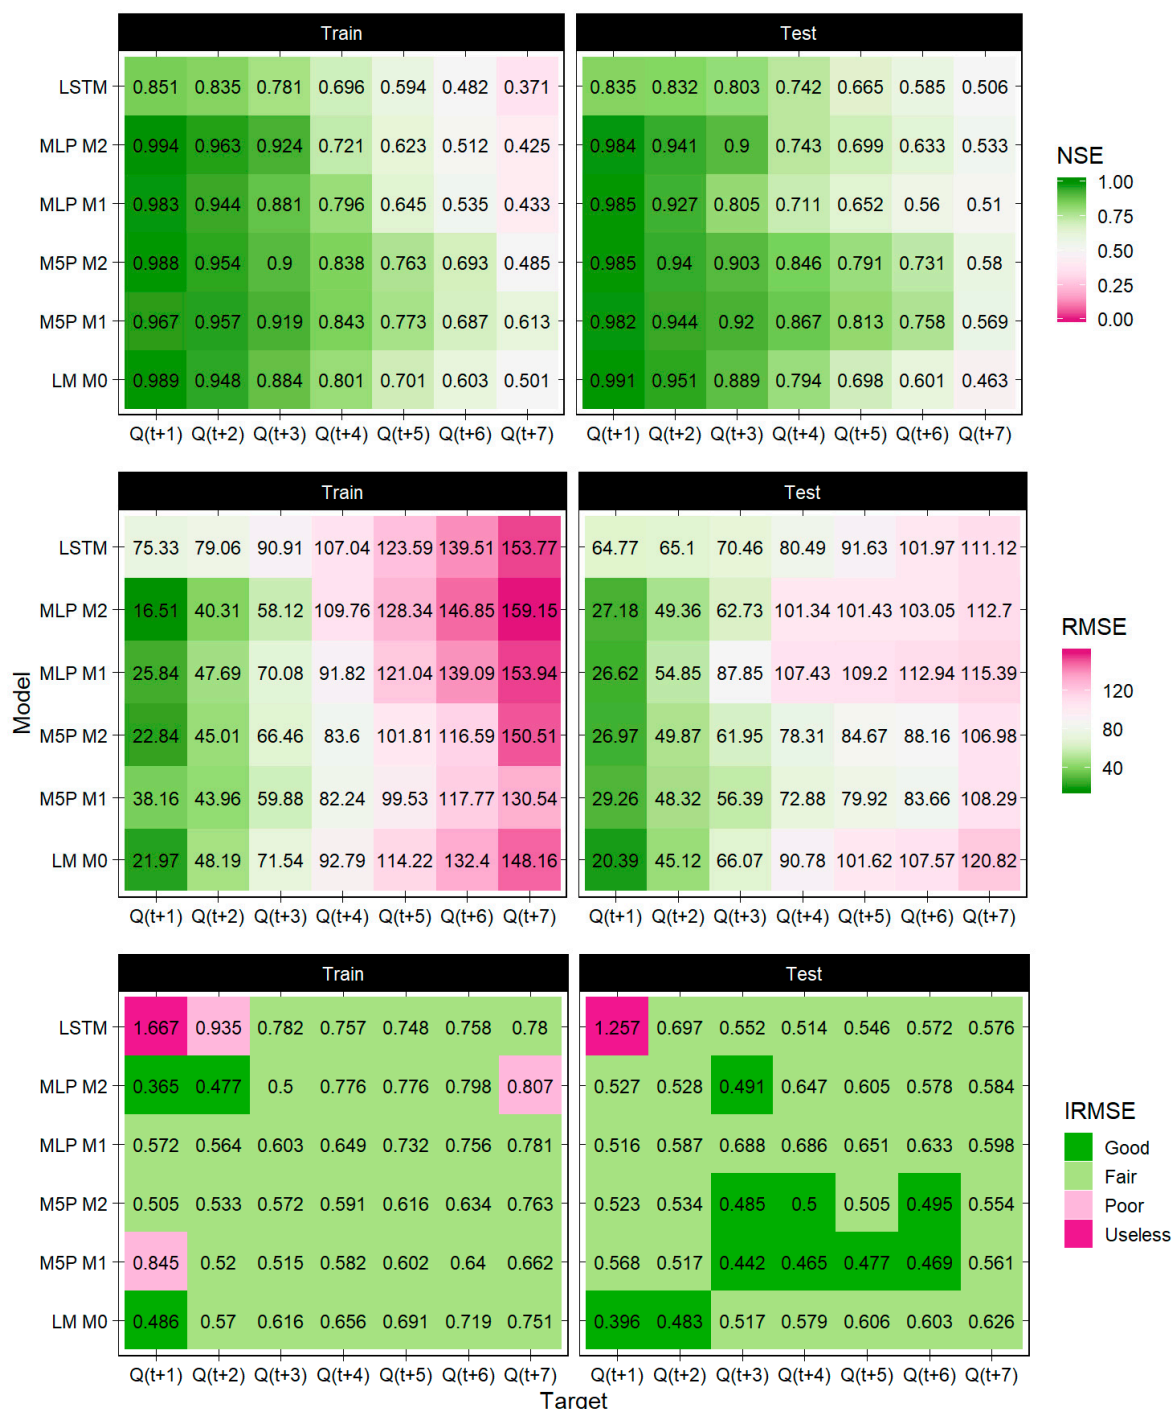 Train Test
LSTM 0.851 0.835 0.781 0.696 0.594 0.482 0.371 0.835 0.832 0.803 0.742 0.665 0.585 0.506
MLP M2 0.994 0.963 0.924 0.721 0.623 0.512 0.425 0.984 0.941 0.9 0.743 0.699 0.633 0.533
MLP M1 0.983 0.944 0.881 0.796 0.645 0.535 0.433 0.985 0.927 0.805 0.711 0.652 0.56 0.51
M5P M2 0.988 0.954 0.9 0.838 0.763 0.693 0.485 0.985 0.94 0.903 0.846 0.791 0.731 0.58
M5P M1 0.967 0.957 0.919 0.843 0.773 0.687 0.613 0.982 0.944 0.92 0.867 0.813 0.758 0.569
LM M0 0.989 0.948 0.884 0.801 0.701 0.603 0.501 0.991 0.951 0.889 0.794 0.698 0.601 0.463
Q(t+1) Q(t+2) Q(t+3) Q(t+4) Q(t+5) Q(t+6) Q(t+7) Q(t+1) Q(t+2) Q(t+3) Q(t+4) Q(t+5) Q(t+6) Q(t+7)
NSE
1.00
0.75
0.50
0.25
0.00
Train Test
LSTM 75.33 79.06 90.91 107.04 123.59 139.51 153.77 64.77 65.1 70.46 80.49 91.63 101.97 111.12
MLP M2 16.51 40.31 58.12 109.76 128.34 146.85 159.15 27.18 49.36 62.73 101.34 101.43 103.05 112.7
MLP M1 25.84 47.69 70.08 91.82 121.04 139.09 153.94 26.62 54.85 87.85 107.43 109.2 112.94 115.39
M5P M2 22.84 45.01 66.46 83.6 101.81 116.59 150.51 26.97 49.87 61.95 78.31 84.67 88.16 106.98
M5P M1 38.16 43.96 59.88 82.24 99.53 117.77 130.54 29.26 48.32 56.39 72.88 79.92 83.66 108.29
LM M0 21.97 48.19 71.54 92.79 114.22 132.4 148.16 20.39 45.12 66.07 90.78 101.62 107.57 120.82
Q(t+1) Q(t+2) Q(t+3) Q(t+4) Q(t+5) Q(t+6) Q(t+7) Q(t+1) Q(t+2) Q(t+3) Q(t+4) Q(t+5) Q(t+6) Q(t+7)
RMSE
120
80
40
Model
Train Test
LSTM 1.667 0.935 0.782 0.757 0.748 0.758 0.78 1.257 0.697 0.552 0.514 0.546 0.572 0.576
MLP M2 0.365 0.477 0.5 0.776 0.776 0.798 0.807 0.527 0.528 0.491 0.647 0.605 0.578 0.584
MLP M1 0.572 0.564 0.603 0.649 0.732 0.756 0.781 0.516 0.587 0.688 0.686 0.651 0.633 0.598
M5P M2 0.505 0.533 0.572 0.591 0.616 0.634 0.763 0.523 0.534 0.485 0.5 0.505 0.495 0.554
M5P M1 0.845 0.52 0.515 0.582 0.602 0.64 0.662 0.568 0.517 0.442 0.465 0.477 0.469 0.561
LM M0 0.486 0.57 0.616 0.656 0.691 0.719 0.751 0.396 0.483 0.517 0.579 0.606 0.603 0.626
Q(t+1) Q(t+2) Q(t+3) Q(t+4) Q(t+5) Q(t+6) Q(t+7) Q(t+1) Q(t+2) Q(t+3) Q(t+4) Q(t+5) Q(t+6) Q(t+7)
IRMSE
Good
Fair
Poor
Useless
Target